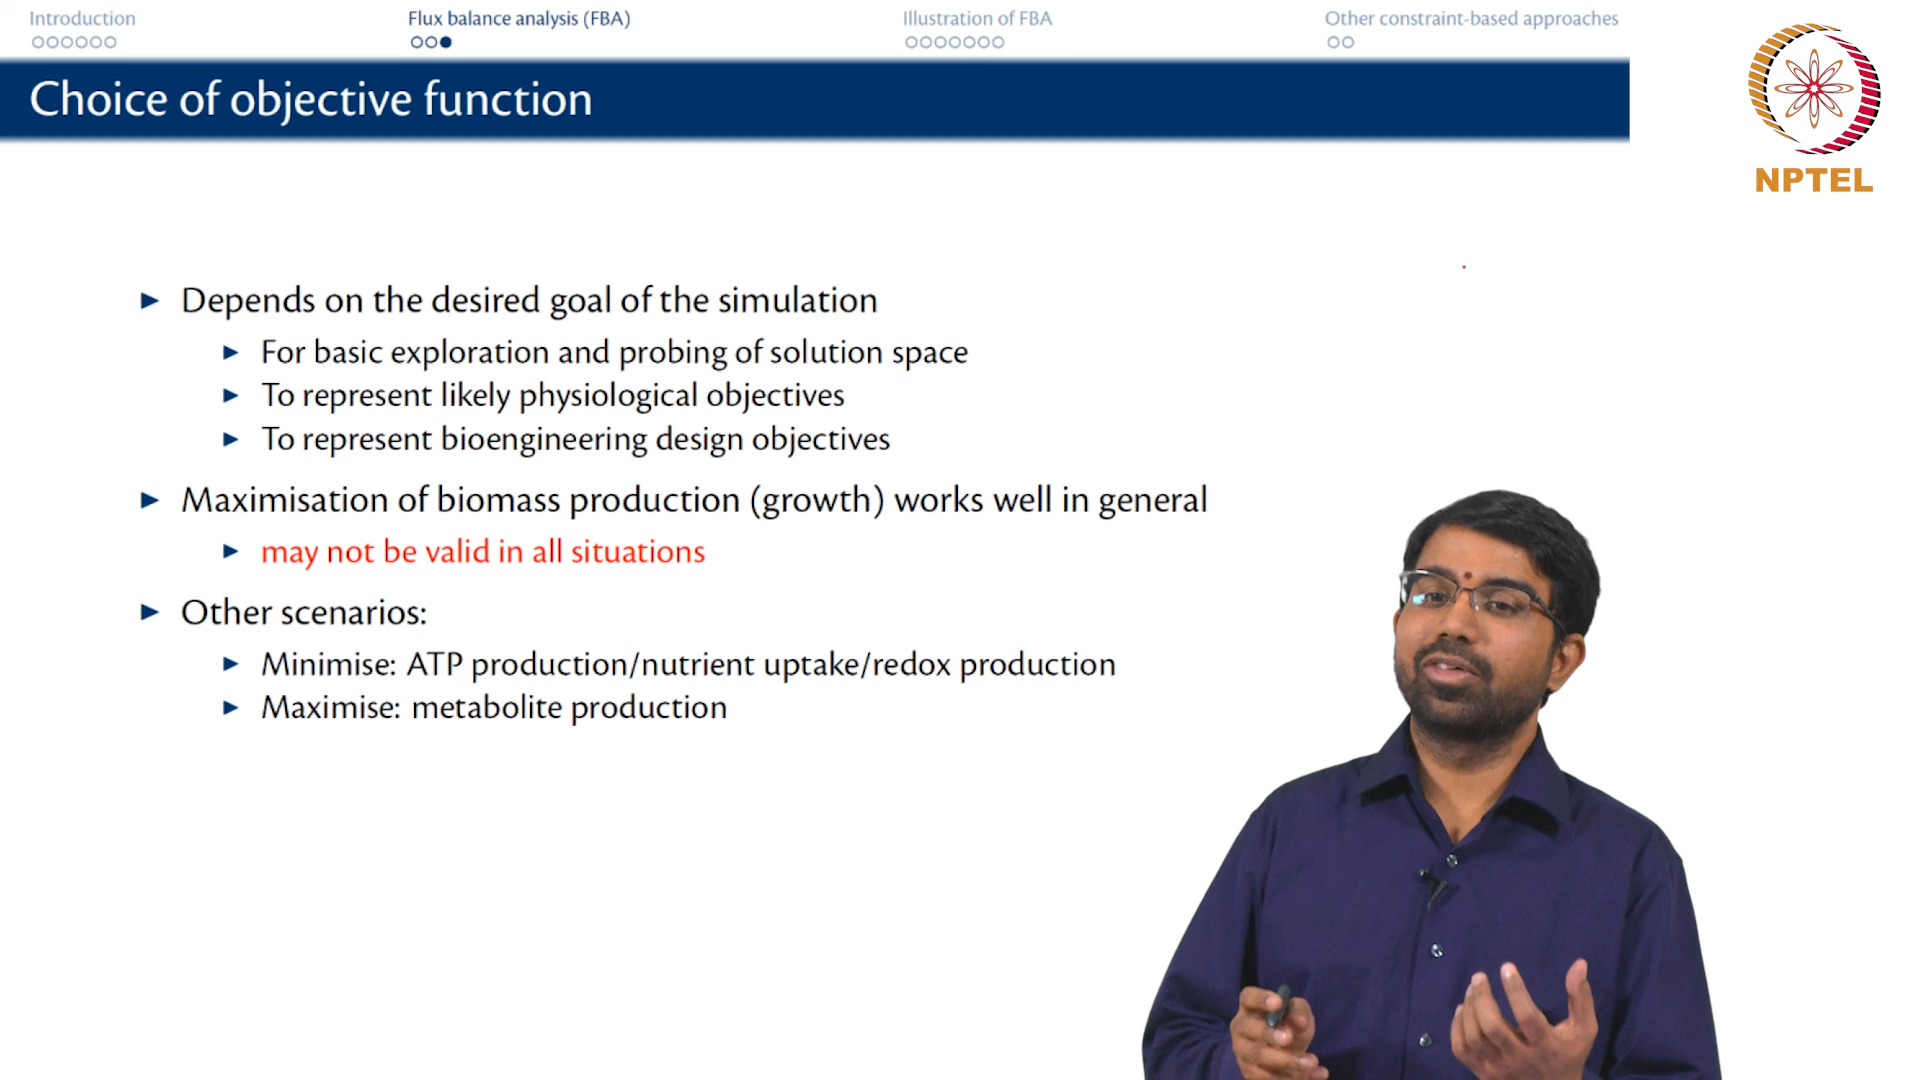 Introduction
Flux balance analysis (FBA)
Illustration of FBA
Other constraint-based approaches
Choice of objective function
NPTEL
Depends on the desired goal of the simulation
For basic exploration and probing of solution space
To represent likely physiological objectives
To represent bioengineering design objectives
Maximisation of biomass production (growth) works well in general
may not be valid in all situations
Other scenarios:
Minimise: ATP production/nutrient uptake/redox production
Maximise: metabolite production